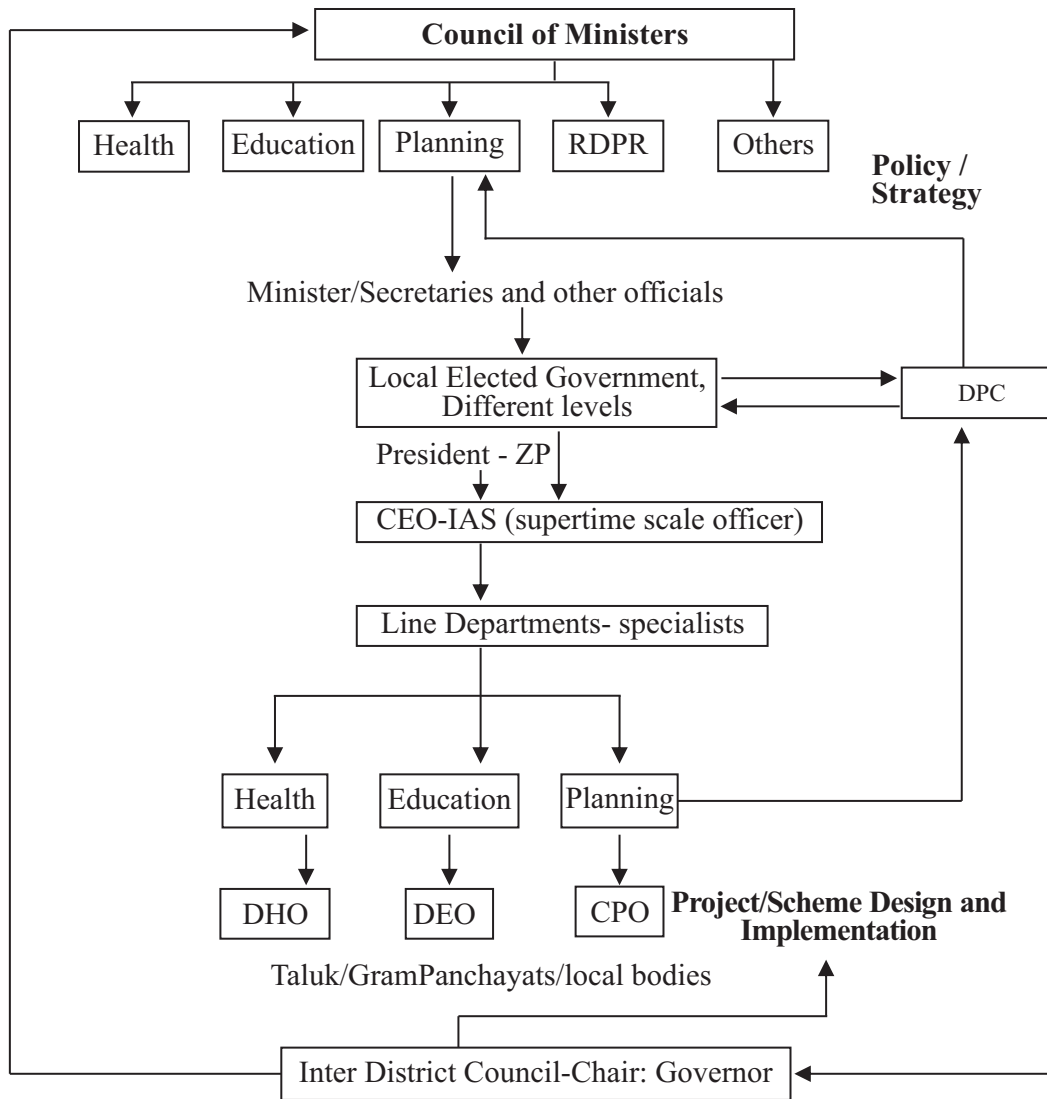 Council of Ministers
Health
Education
Planning
RDPR
Others
Policy /
Strategy
Minister/Secretaries and other officials
Local Elected Government,
Different levels
DPC
President - ZP
CEO-IAS (supertime scale officer)
Line Departments- specialists
Health
Education
Planning
DHO
DEO
CPO
Project/Scheme Design and
Implementation
Taluk/GramPanchayats/local bodies
Inter District Council-Chair: Governor